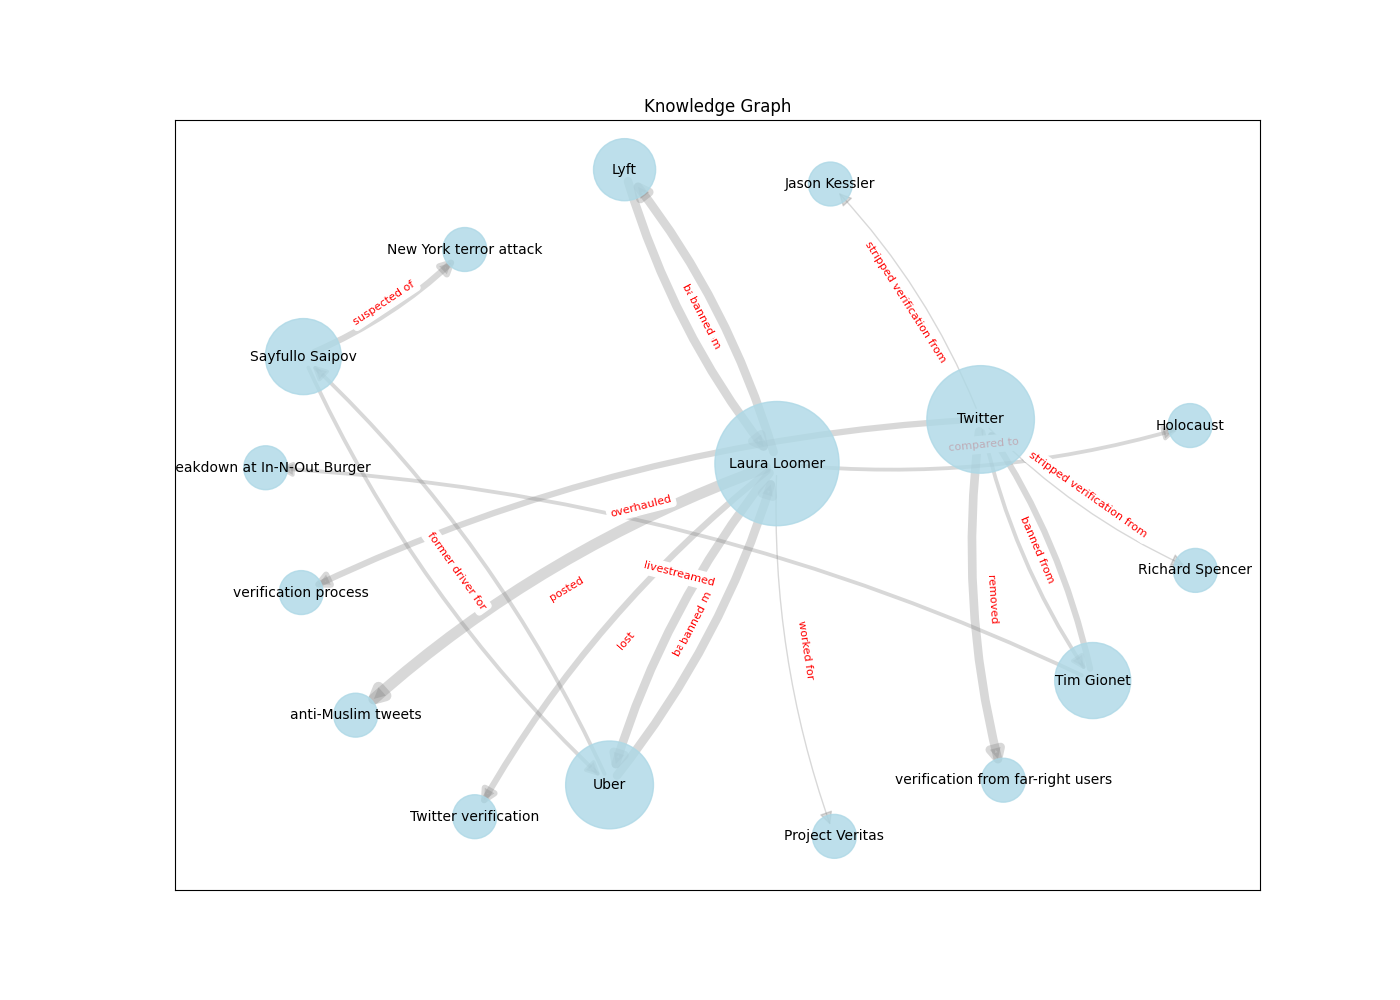 Knowledge Graph
Lyft
Jason Kessler
New York terror attack
stripped verification from
suspected of
banned
Sayfullo Saipov
Twitter
Holocaust
compared to
Laura Loomer
eakdown at In-N-Out Burger
stripped verification from
overhauled
banned from
former driver for
livestreamed
Richard Spencer
verification process
posted
removed
lost
banned
worked for
Tim Gionet
anti-Muslim tweets
verification from far-right users
Uber
Twitter verification
Project Veritas